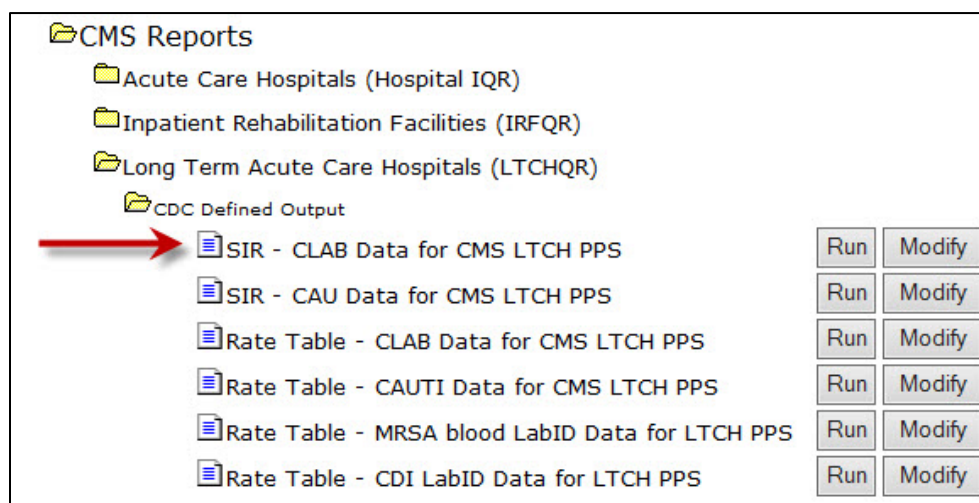 CMS Reports
Acute Care Hospitals (Hospital IQR)
Inpatient Rehabilitation Facilities (IRFQR)
Long Term Acute Care Hospitals (LTCHQR)
CDC Defined Output
SIR - CLAB Data for CMS LTCH PPS Run Modify
SIR - CAU Data for CMS LTCH PPS Run Modify
Rate Table - CLAB Data for CMS LTCH PPS Run Modify
Rate Table - CAUTI Data for CMS LTCH PPS Run Modify
Rate Table - MRSA blood LabID Data for LTCH PPS Run Modify
Rate Table - CDI LabID Data for LTCH PPS Run Modify